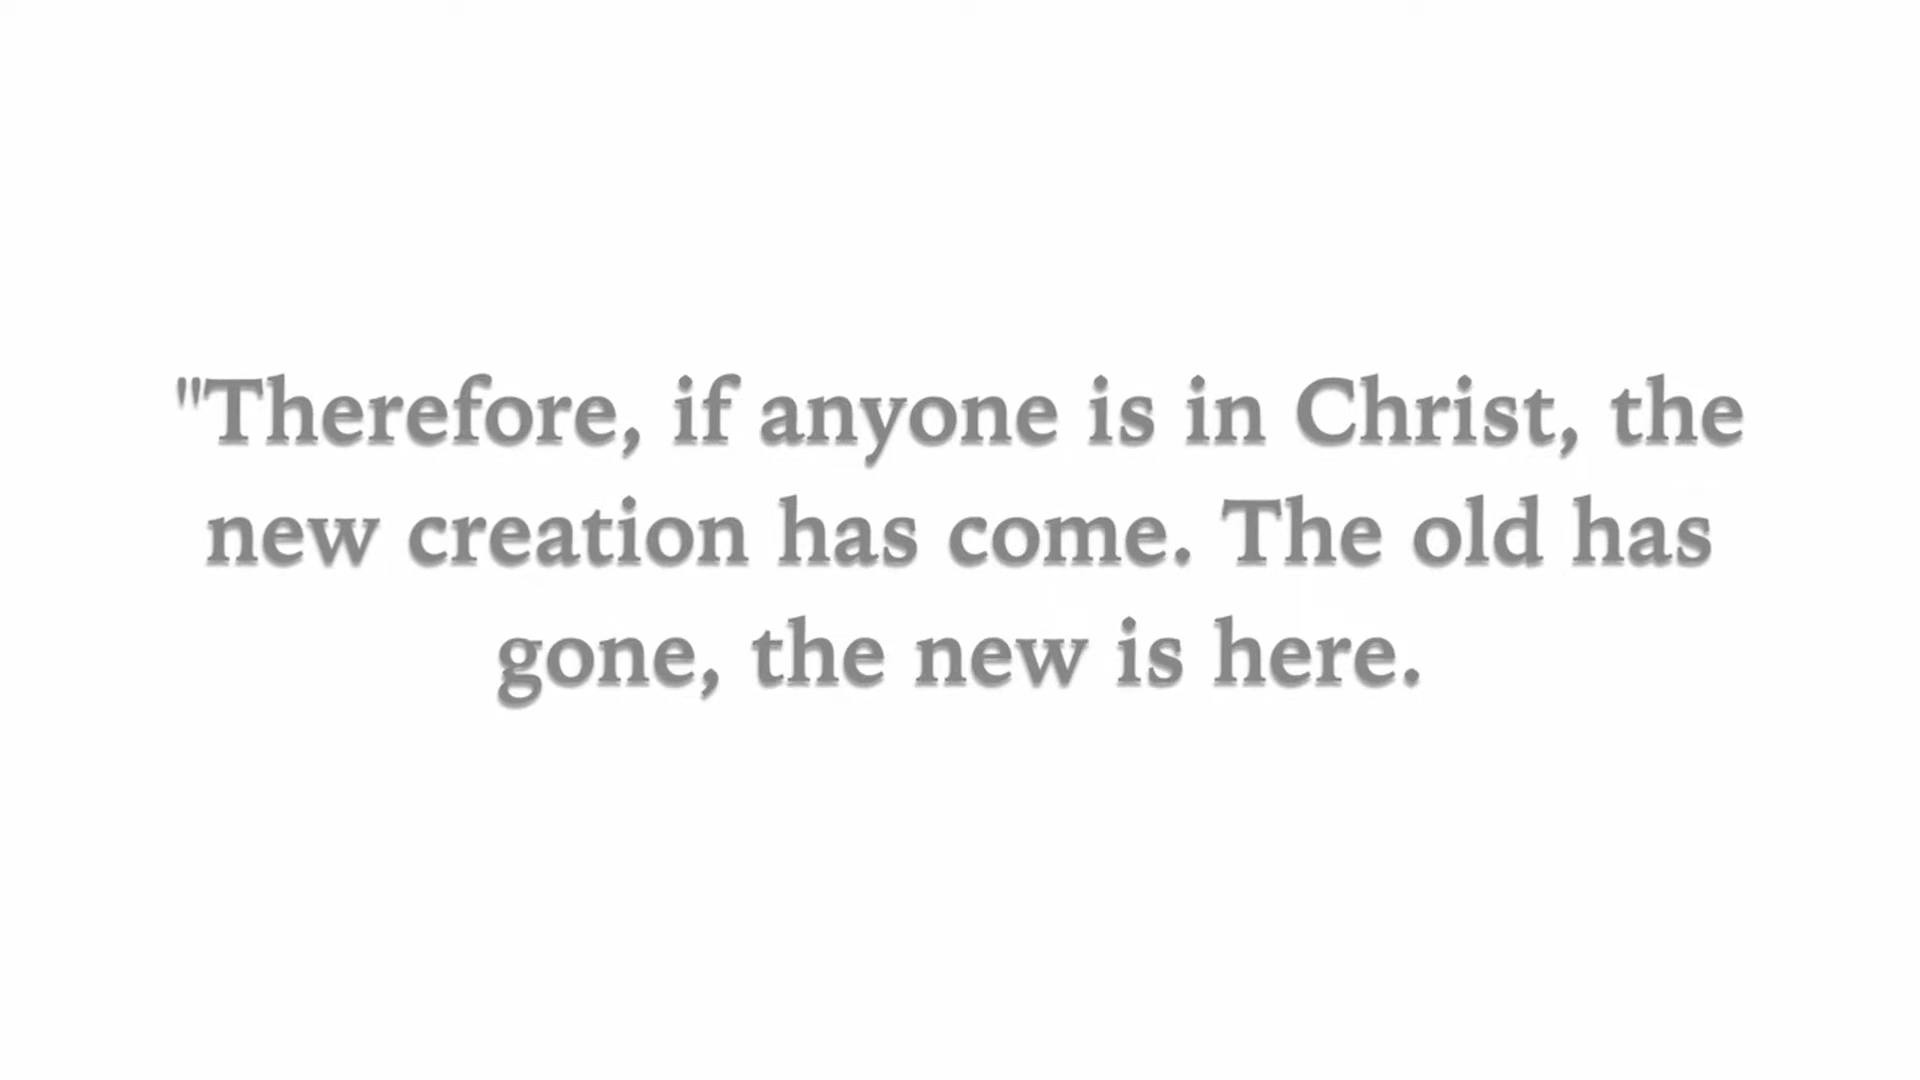 "Therefore, if anyone is in Christ, the
new creation has come. The old has
gone, the new is here.